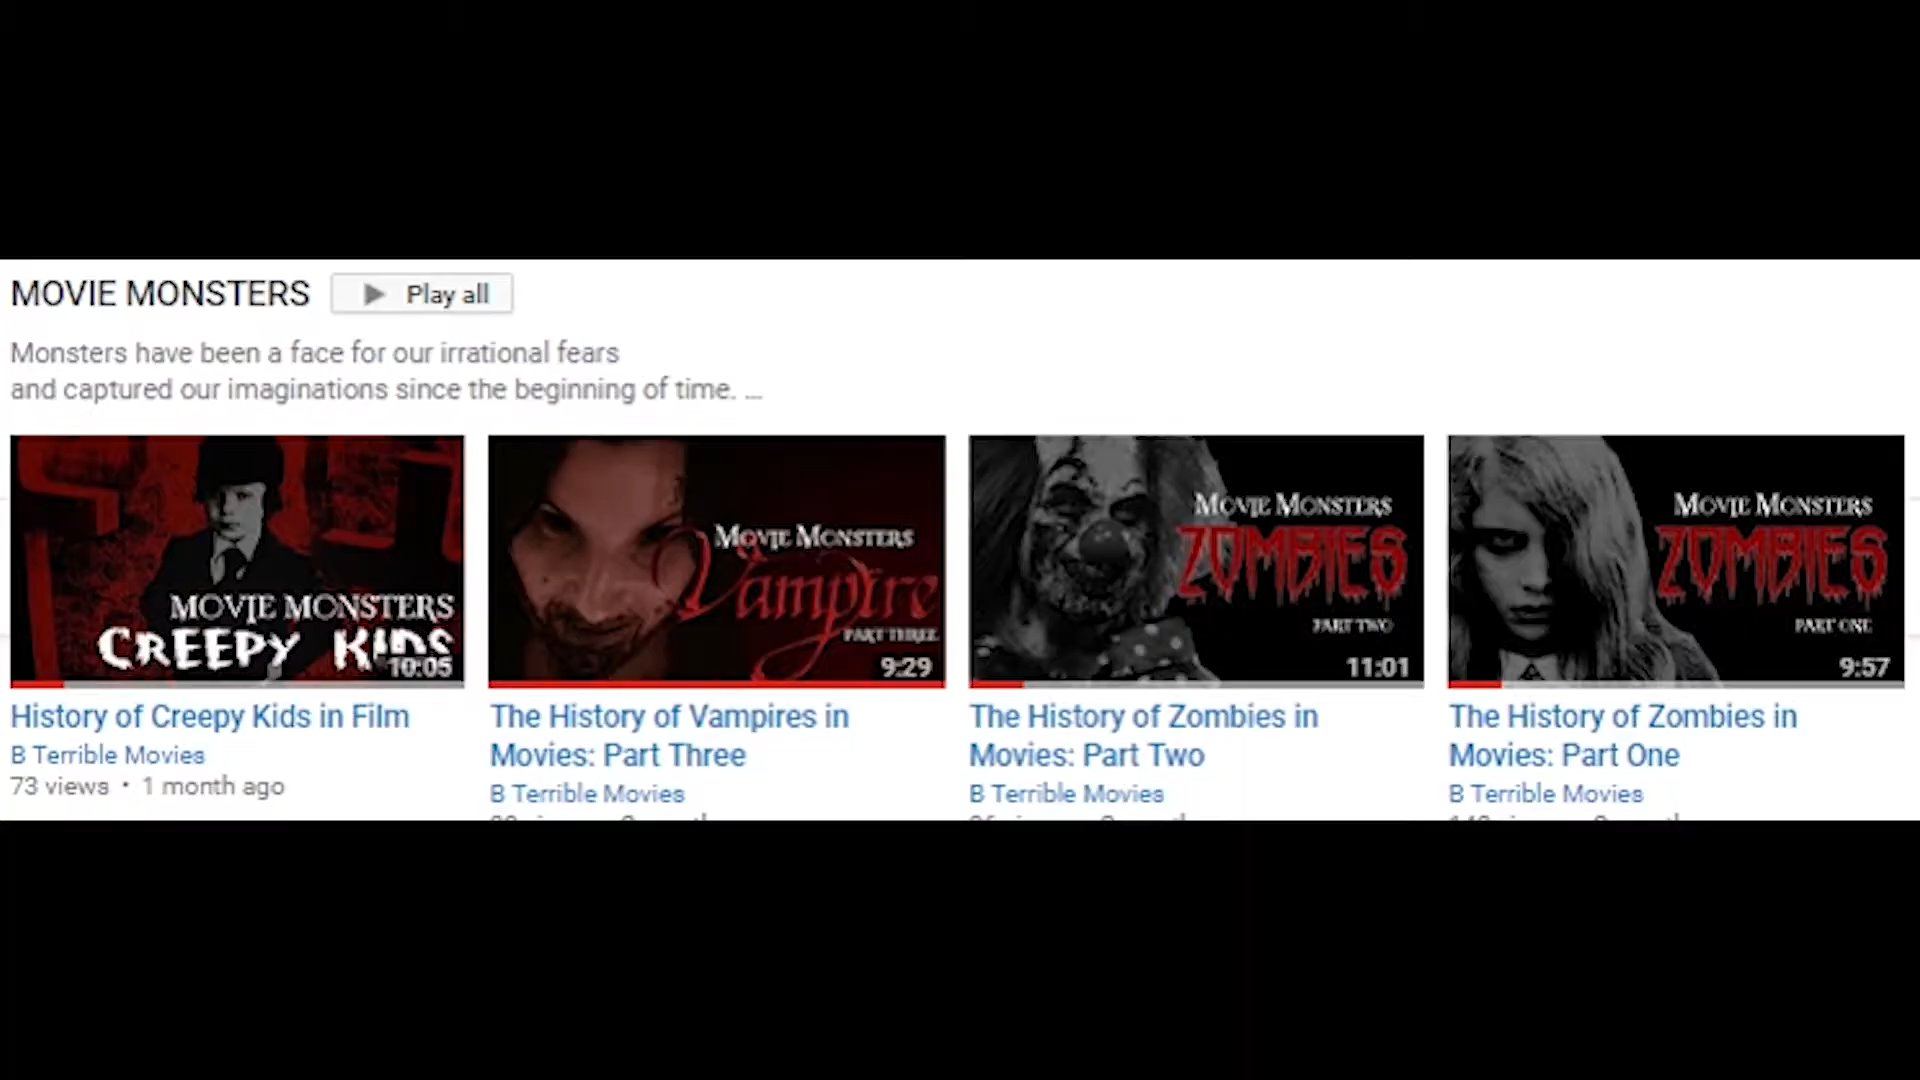 MOVIE MONSTERS
Play all
Monsters have been a face for our irrational fears
and captured our imaginations since the beginning of time. ...
MOVIE MONSTERS
CREEPY KIDS
10:05
History of Creepy Kids in Film
B Terrible Movies
73 views • 1 month ago
MOVIE MONSTERS
Vampire
PART THREE
9:29
The History of Vampires in
Movies: Part Three
B Terrible Movies
MOVIE MONSTERS
ZOMBIES
PART TWO
11:01
The History of Zombies in
Movies: Part Two
B Terrible Movies
MOVIE MONSTERS
ZOMBIES
PART ONE
9:57
The History of Zombies in
Movies: Part One
B Terrible Movies